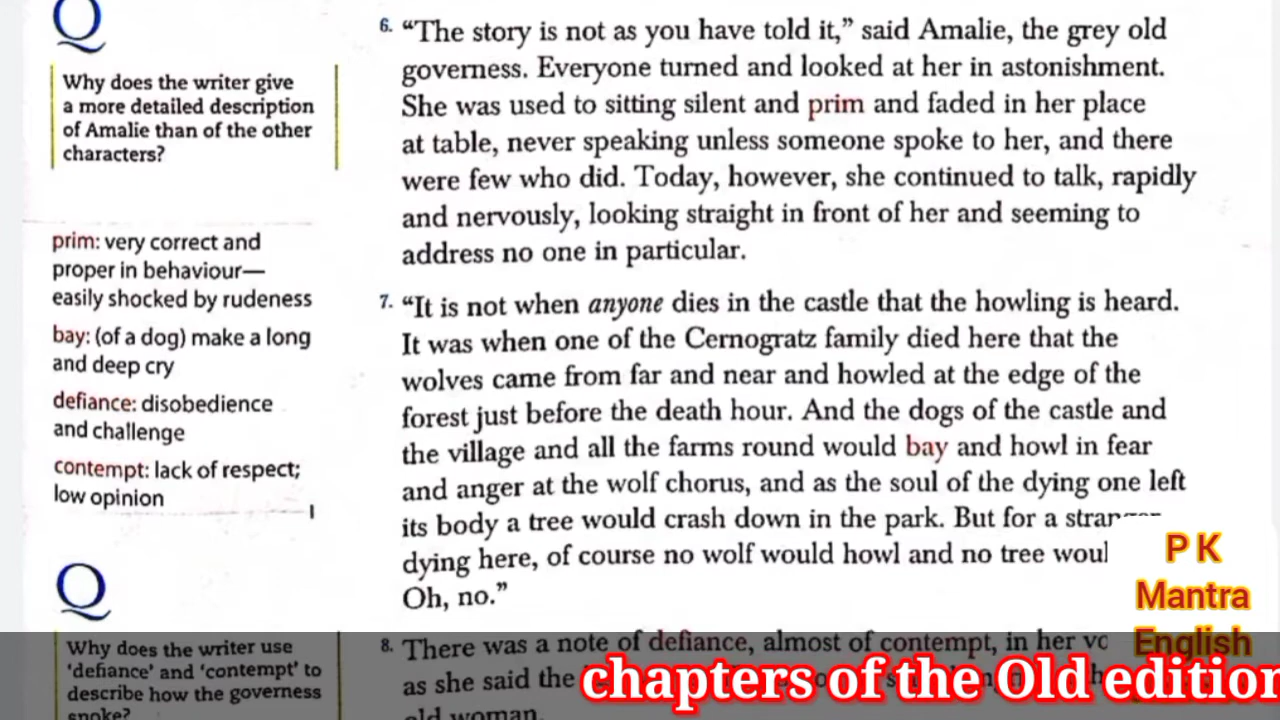 Q
Why does the writer give
a more detailed description
of Amalie than of the other
characters?
prim: very correct and
proper in behaviour—
easily shocked by rudeness
bay: (of a dog) make a long
and deep cry
defiance: disobedience
and challenge
contempt: lack of respect;
low opinion
Q
Why does the writer use
'defiance' and 'contempt' to
describe how the governess
spoke?
6. “The story is not as you have told it,” said Amalie, the grey old
governess. Everyone turned and looked at her in astonishment.
She was used to sitting silent and prim and faded in her place
at table, never speaking unless someone spoke to her, and there
were few who did. Today, however, she continued to talk, rapidly
and nervously, looking straight in front of her and seeming to
address no one in particular.
7. “It is not when anyone dies in the castle that the howling is heard.
It was when one of the Cernogratz family died here that the
wolves came from far and near and howled at the edge of the
forest just before the death hour. And the dogs of the castle and
the village and all the farms round would bay and howl in fear
and anger at the wolf chorus, and as the soul of the dying one left
its body a tree would crash down in the park. But for a
dying here, of course no wolf would howl and no tree
Oh, no.”
8. There was a note of defiance, almost of contempt, in her
as she said the
old woman.
P K
Mantra
English
chapters of the Old edition